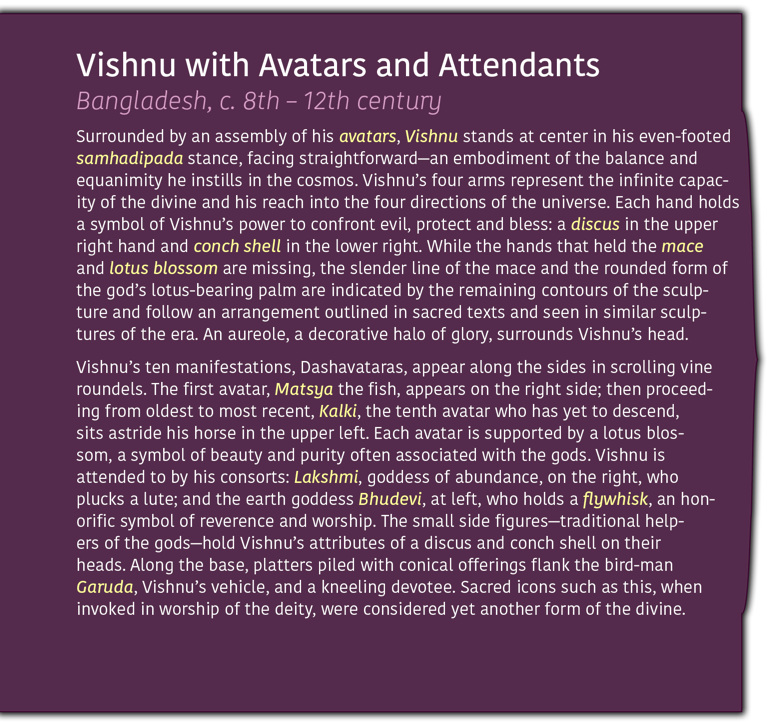 Vishnu with Avatars and Attendants
Bangladesh, c. 8th – 12th century
Surrounded by an assembly of his avatars, Vishnu stands at center in his even-footed
samhadipada stance, facing straightforward—an embodiment of the balance and
equanimity he instills in the cosmos. Vishnu’s four arms represent the infinite capac-
ity of the divine and his reach into the four directions of the universe. Each hand holds
a symbol of Vishnu’s power to confront evil, protect and bless: a discus in the upper
right hand and conch shell in the lower right. While the hands that held the mace
and lotus blossom are missing, the slender line of the mace and the rounded form of
the god’s lotus-bearing palm are indicated by the remaining contours of the sculp-
ture and follow an arrangement outlined in sacred texts and seen in similar sculp-
tures of the era. An aureole, a decorative halo of glory, surrounds Vishnu’s head.
Vishnu’s ten manifestations, Dashavataras, appear along the sides in scrolling vine
roundels. The first avatar, Matsya the fish, appears on the right side; then proceed-
ing from oldest to most recent, Kalki, the tenth avatar who has yet to descend,
sits astride his horse in the upper left. Each avatar is supported by a lotus blos-
som, a symbol of beauty and purity often associated with the gods. Vishnu is
attended to by his consorts: Lakshmi, goddess of abundance, on the right, who
plucks a lute; and the earth goddess Bhudevi, at left, who holds a flywhisk, an hon-
orific symbol of reverence and worship. The small side figures—traditional help-
ers of the gods—hold Vishnu’s attributes of a discus and conch shell on their
heads. Along the base, platters piled with conical offerings flank the bird-man
Garuda, Vishnu’s vehicle, and a kneeling devotee. Sacred icons such as this, when
invoked in worship of the deity, were considered yet another form of the divine.